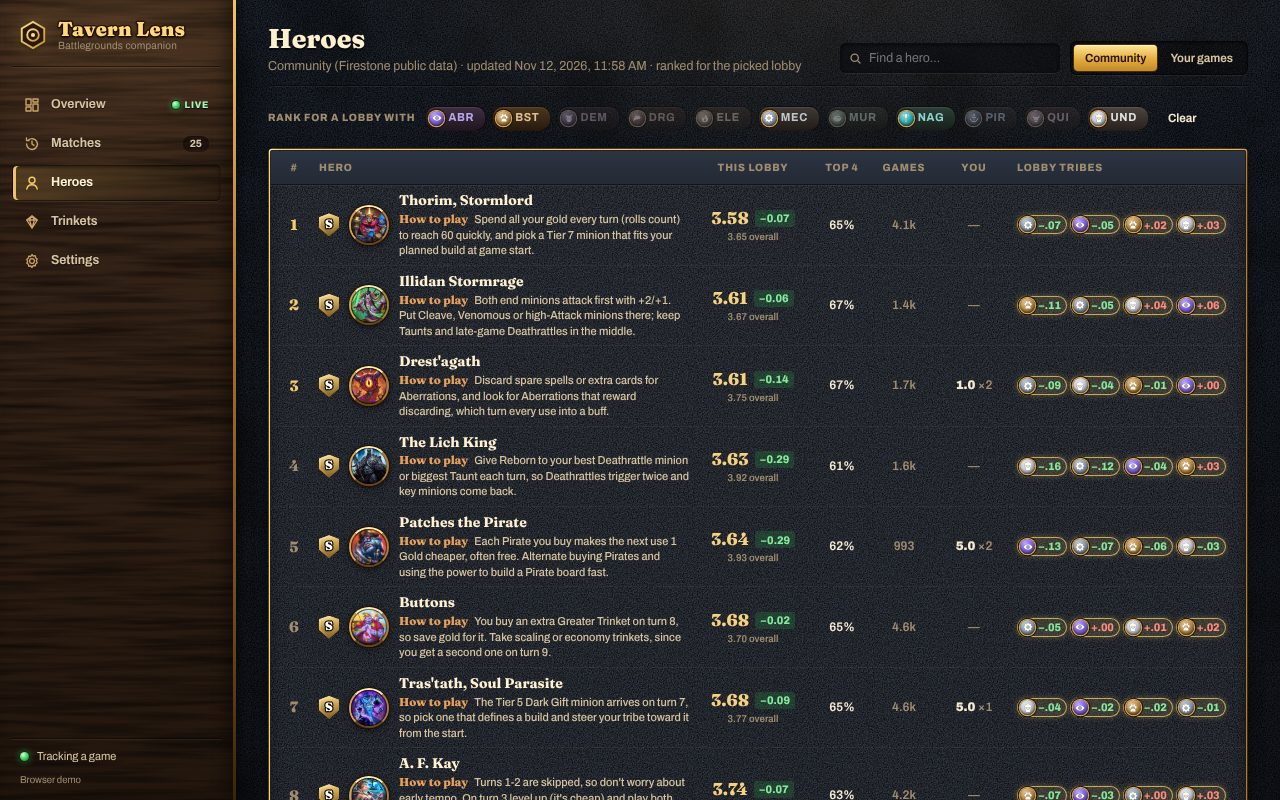 Tavern Lens
Battlegrounds companion
Overview
LIVE
Matches
25
Heroes
Trinkets
Settings
Tracking a game
Browser demo
Heroes
Community (Firestone public data) · updated Nov 12, 2026, 11:58 AM · ranked for the picked lobby
Find a hero...
Community
Your games
RANK FOR A LOBBY WITH
ABR
BST
DEM
DRG
ELE
MEC
MUR
NAG
PIR
QUI
UND
Clear
# HERO THIS LOBBY TOP 4 GAMES YOU LOBBY TRIBES
1 S
Thorim, Stormlord
How to play Spend all your gold every turn (rolls count)
to reach 60 quickly, and pick a Tier 7 minion that fits your
planned build at game start.
3.58 −0.07
3.65 overall
65% 4.1k — −.07 −.05 +.02 +.03
2 S
Illidan Stormrage
How to play Both end minions attack first with +2/+1.
Put Cleave, Venomous or high-Attack minions there; keep
Taunts and late-game Deathrattles in the middle.
3.61 −0.06
3.67 overall
67% 1.4k — −.11 −.05 +.04 +.06
3 S
Drest'agath
How to play Discard spare spells or extra cards for
Aberrations, and look for Aberrations that reward
discarding, which turn every use into a buff.
3.61 −0.14
3.75 overall
67% 1.7k 1.0 ×2 −.09 −.04 −.01 +.00
4 S
The Lich King
How to play Give Reborn to your best Deathrattle minion
or biggest Taunt each turn, so Deathrattles trigger twice and
key minions come back.
3.63 −0.29
3.92 overall
61% 1.6k — −.16 −.12 −.04 +.03
5 S
Patches the Pirate
How to play Each Pirate you buy makes the next use 1
Gold cheaper, often free. Alternate buying Pirates and
using the power to build a Pirate board fast.
3.64 −0.29
3.93 overall
62% 993 5.0 ×2 −.13 −.07 −.06 −.03
6 S
Buttons
How to play You buy an extra Greater Trinket on turn 8,
so save gold for it. Take scaling or economy trinkets, since
you get a second one on turn 9.
3.68 −0.02
3.70 overall
65% 4.6k — −.05 +.00 +.01 +.02
7 S
Tras'tath, Soul Parasite
How to play The Tier 5 Dark Gift minion arrives on turn 7,
so pick one that defines a build and steer your tribe toward it
from the start.
3.68 −0.09
3.77 overall
65% 4.6k 5.0 ×1 −.04 −.02 −.02 −.01
8 S
A. F. Kay
How to play Turns 1-2 are skipped, so don't worry about
early tempo. On turn 3 level up (it's cheap) and play both
3.74 −0.07
63% 4.2k — −.07 −.03 +.00 +.03